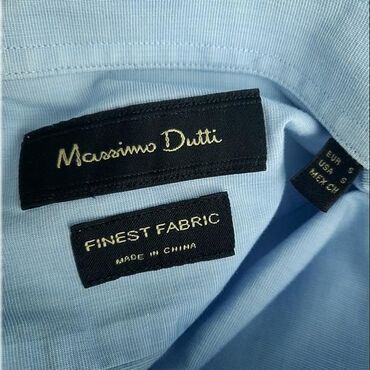 Massimo Dutti
FINEST FABRIC
MADE IN CHINA
EUR S
USA S
MEX CH